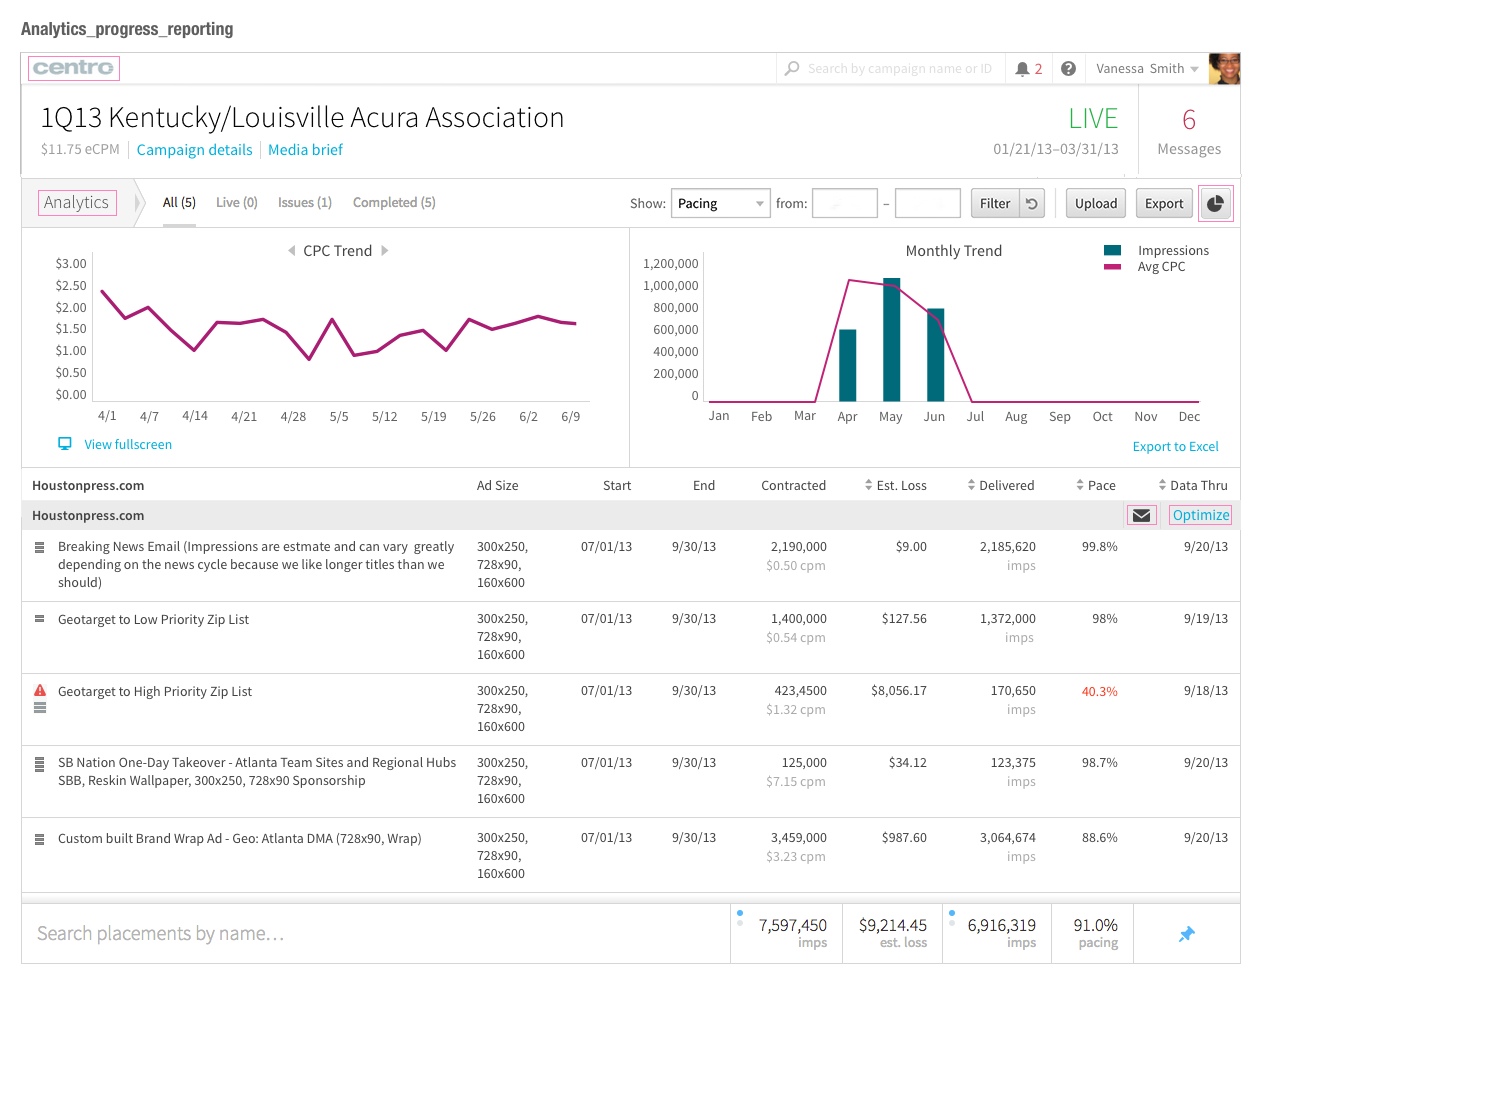 Analytics_progress_reporting
centro
Search by campaign name or ID
2
?
Vanessa Smith
1Q13 Kentucky/Louisville Acura Association
LIVE
6
$11.75 eCPM
Campaign details
Media brief
01/21/13–03/31/13
Messages
Analytics
All (5)
Live (0)
Issues (1)
Completed (5)
Show:
Pacing
from:
–
Filter
Upload
Export
CPC Trend
$3.00
$2.50
$2.00
$1.50
$1.00
$0.50
$0.00
4/1 4/7 4/14 4/21 4/28 5/5 5/12 5/19 5/26 6/2 6/9
View fullscreen
Monthly Trend
Impressions
Avg CPC
1,200,000
1,000,000
800,000
600,000
400,000
200,000
0
Jan Feb Mar Apr May Jun Jul Aug Sep Oct Nov Dec
Export to Excel
Houstonpress.com Ad Size Start End Contracted Est. Loss Delivered Pace Data Thru
Houstonpress.com Optimize
Breaking News Email (Impressions are estmate and can vary greatly 300x250, 07/01/13 9/30/13 2,190,000 $9.00 2,185,620 99.8% 9/20/13
depending on the news cycle because we like longer titles than we 728x90, $0.50 cpm imps
should) 160x600
Geotarget to Low Priority Zip List 300x250, 07/01/13 9/30/13 1,400,000 $127.56 1,372,000 98% 9/19/13
728x90, $0.54 cpm imps
160x600
Geotarget to High Priority Zip List 300x250, 07/01/13 9/30/13 423,4500 $8,056.17 170,650 40.3% 9/18/13
728x90, $1.32 cpm imps
160x600
SB Nation One-Day Takeover - Atlanta Team Sites and Regional Hubs 300x250, 07/01/13 9/30/13 125,000 $34.12 123,375 98.7% 9/20/13
SBB, Reskin Wallpaper, 300x250, 728x90 Sponsorship 728x90, $7.15 cpm imps
160x600
Custom built Brand Wrap Ad - Geo: Atlanta DMA (728x90, Wrap) 300x250, 07/01/13 9/30/13 3,459,000 $987.60 3,064,674 88.6% 9/20/13
728x90, $3.23 cpm imps
160x600
Search placements by name…
7,597,450 $9,214.45 6,916,319 91.0%
imps est. loss imps pacing